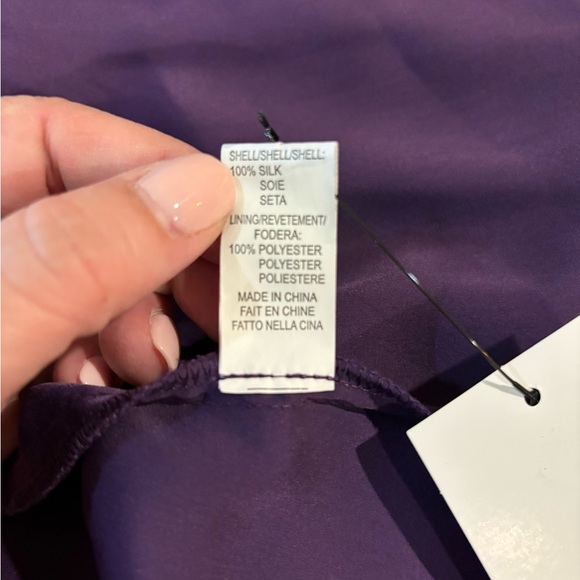 SHELL/SHELL/SHELL:
100% SILK
SOIE
SETA
LINING/REVETEMENT/
FODERA:
100% POLYESTER
POLYESTER
POLIESTERE
MADE IN CHINA
FAIT EN CHINE
FATTO NELLA CINA